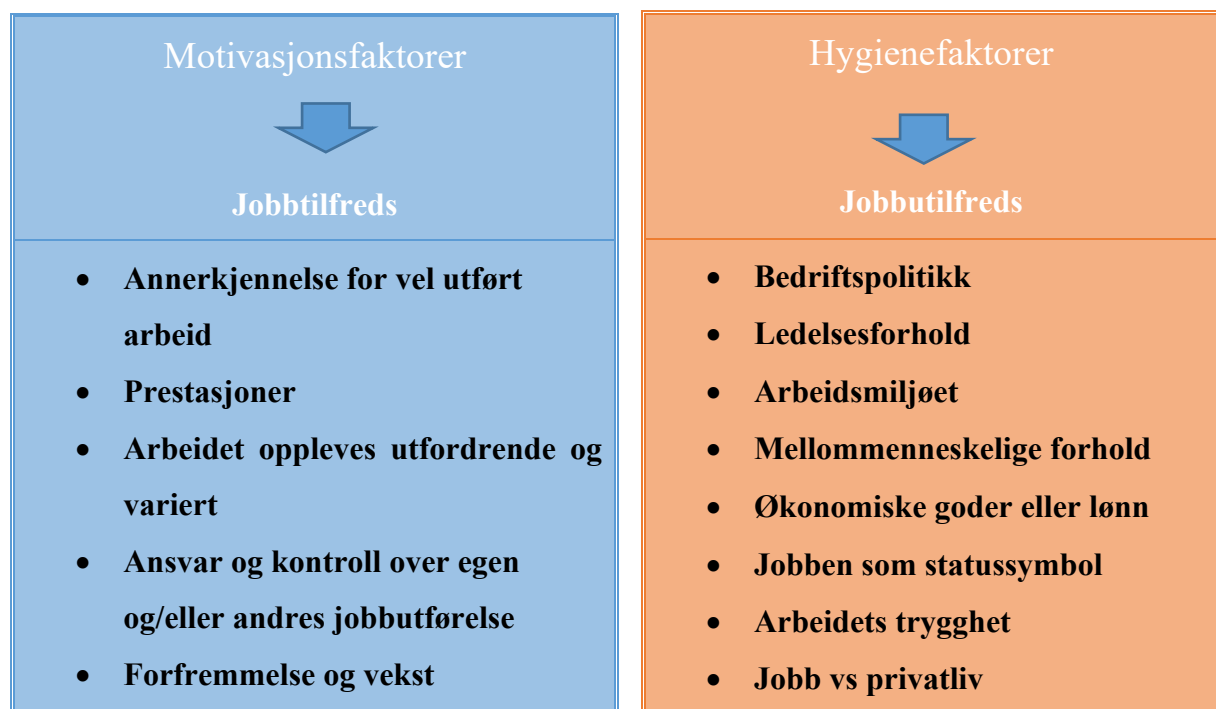 Motivasjonsfaktorer
Jobbtilfreds
• Annerkjennelse for vel utført
arbeid
• Prestasjoner
• Arbeidet oppleves utfordrende og
variert
• Ansvar og kontroll over egen
og/eller andres jobbutførelse
• Forfremmelse og vekst
Hygienefaktorer
Jobbutilfreds
• Bedriftspolitikk
• Ledelsesforhold
• Arbeidsmiljøet
• Mellommenneskelige forhold
• Økonomiske goder eller lønn
• Jobben som statussymbol
• Arbeidets trygghet
• Jobb vs privatliv